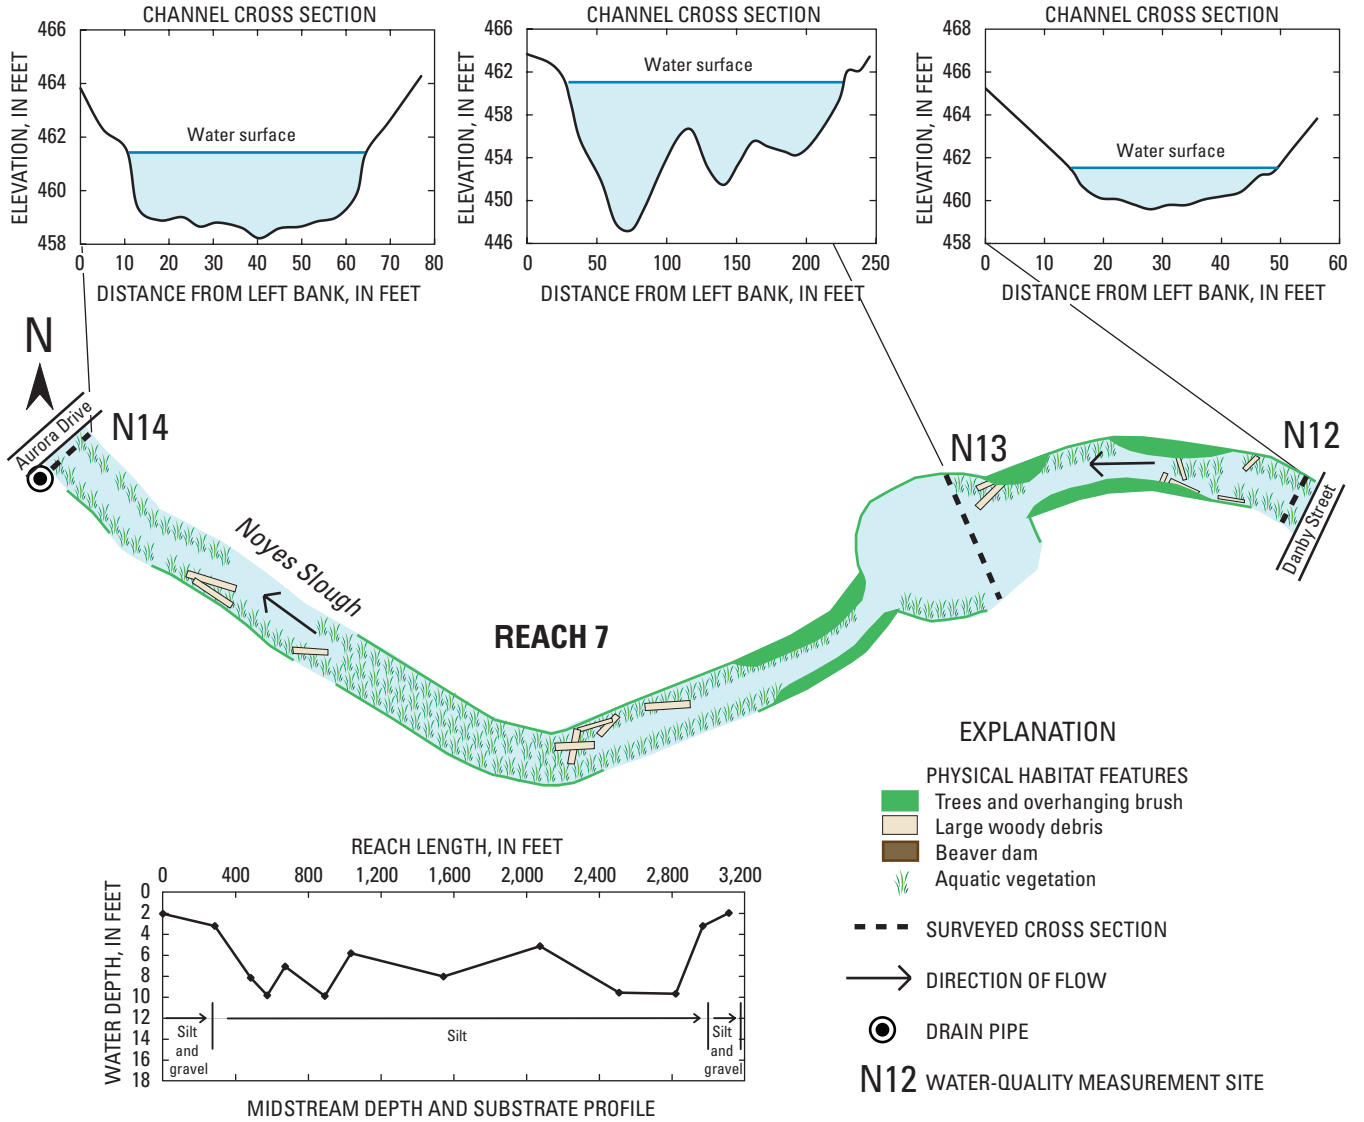 CHANNEL CROSS SECTION
466
464
462
460
458
ELEVATION, IN FEET
Water surface
0 10 20 30 40 50 60 70 80
DISTANCE FROM LEFT BANK, IN FEET
CHANNEL CROSS SECTION
466
462
458
454
450
446
ELEVATION, IN FEET
Water surface
0 50 100 150 200 250
DISTANCE FROM LEFT BANK, IN FEET
CHANNEL CROSS SECTION
468
466
464
462
460
458
ELEVATION, IN FEET
Water surface
0 10 20 30 40 50 60
DISTANCE FROM LEFT BANK, IN FEET
N
Aurora Drive
N14
N13
N12
Danby Street
Noyes Slough
REACH 7
EXPLANATION
PHYSICAL HABITAT FEATURES
Trees and overhanging brush
Large woody debris
Beaver dam
Aquatic vegetation
SURVEYED CROSS SECTION
DIRECTION OF FLOW
DRAIN PIPE
N12 WATER-QUALITY MEASUREMENT SITE
REACH LENGTH, IN FEET
0 400 800 1,200 1,600 2,000 2,400 2,800 3,200
WATER DEPTH, IN FEET
0
2
4
6
8
10
12
14
16
18
Silt
and
gravel
Silt
Silt
and
gravel
MIDSTREAM DEPTH AND SUBSTRATE PROFILE